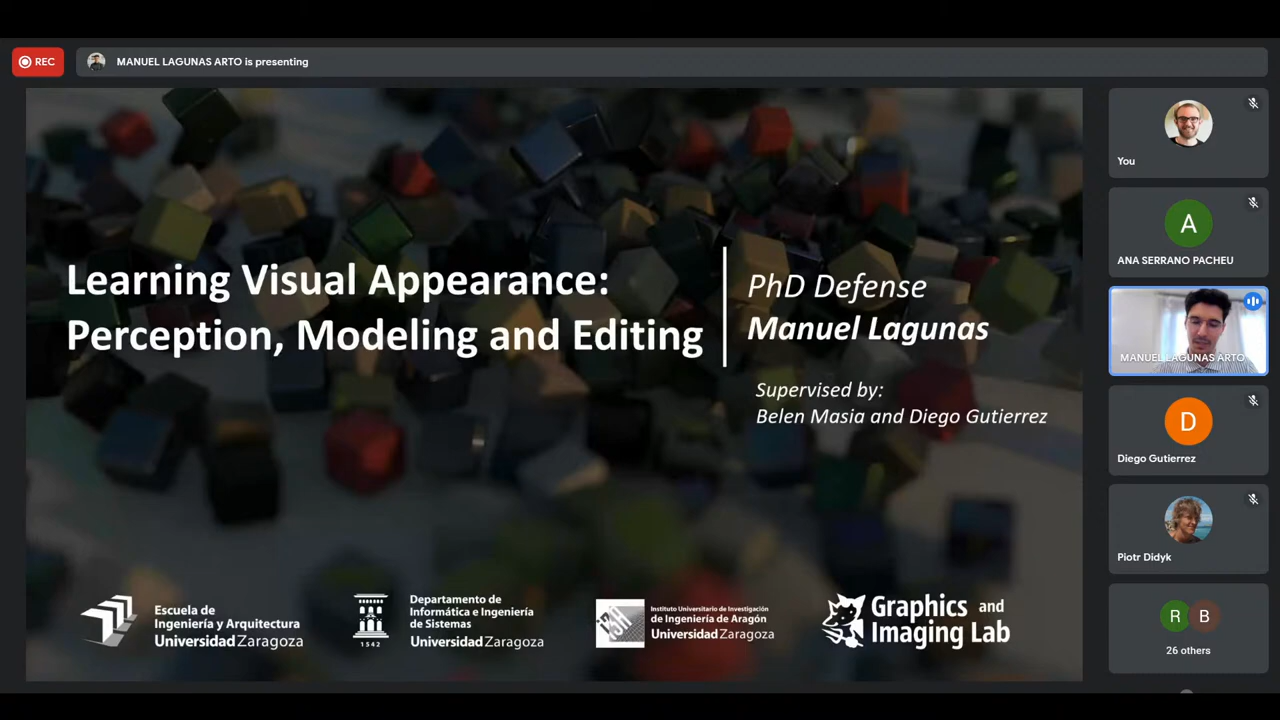 REC
MANUEL LAGUNAS ARTO is presenting
Learning Visual Appearance:
Perception, Modeling and Editing
PhD Defense
Manuel Lagunas
Supervised by:
Belen Masia and Diego Gutierrez
Escuela de
Ingeniería y Arquitectura
Universidad Zaragoza
1542
Departamento de
Informática e Ingeniería
de Sistemas
Universidad Zaragoza
i3A
Instituto Universitario de Investigación
de Ingeniería de Aragón
Universidad Zaragoza
Graphics and
Imaging Lab
You
A
ANA SERRANO PACHEU
MANUEL LAGUNAS ARTO
D
Diego Gutierrez
Piotr Didyk
R B
26 others